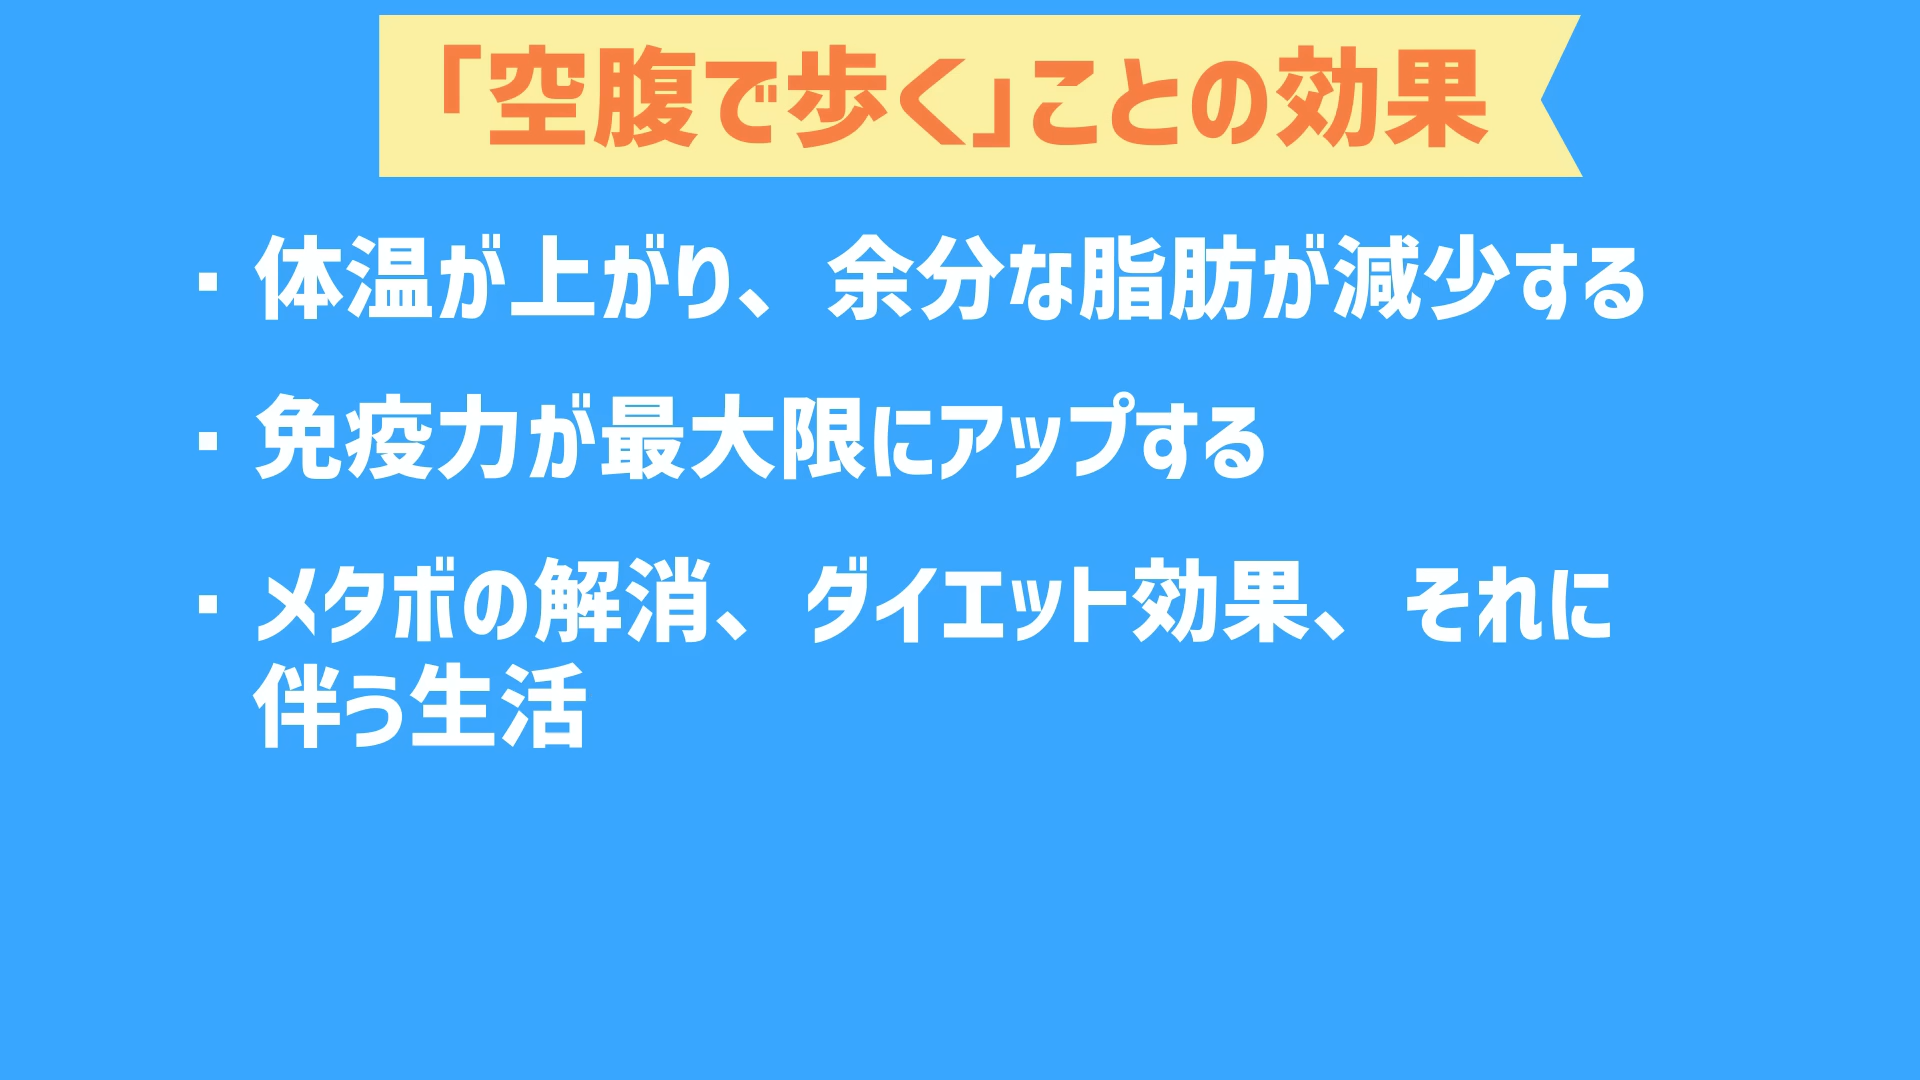 「空腹で歩く」ことの効果
・体温が上がり、余分な脂肪が減少する
・免疫力が最大限にアップする
・メタボの解消、ダイエット効果、それに
伴う生活